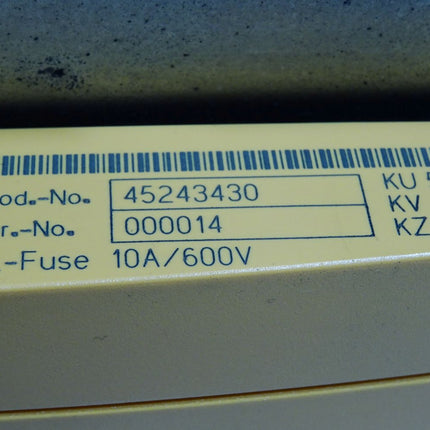 od.-No. 45243430 KU
r.-No. 000014 KV
.-Fuse 10A/600V KZ